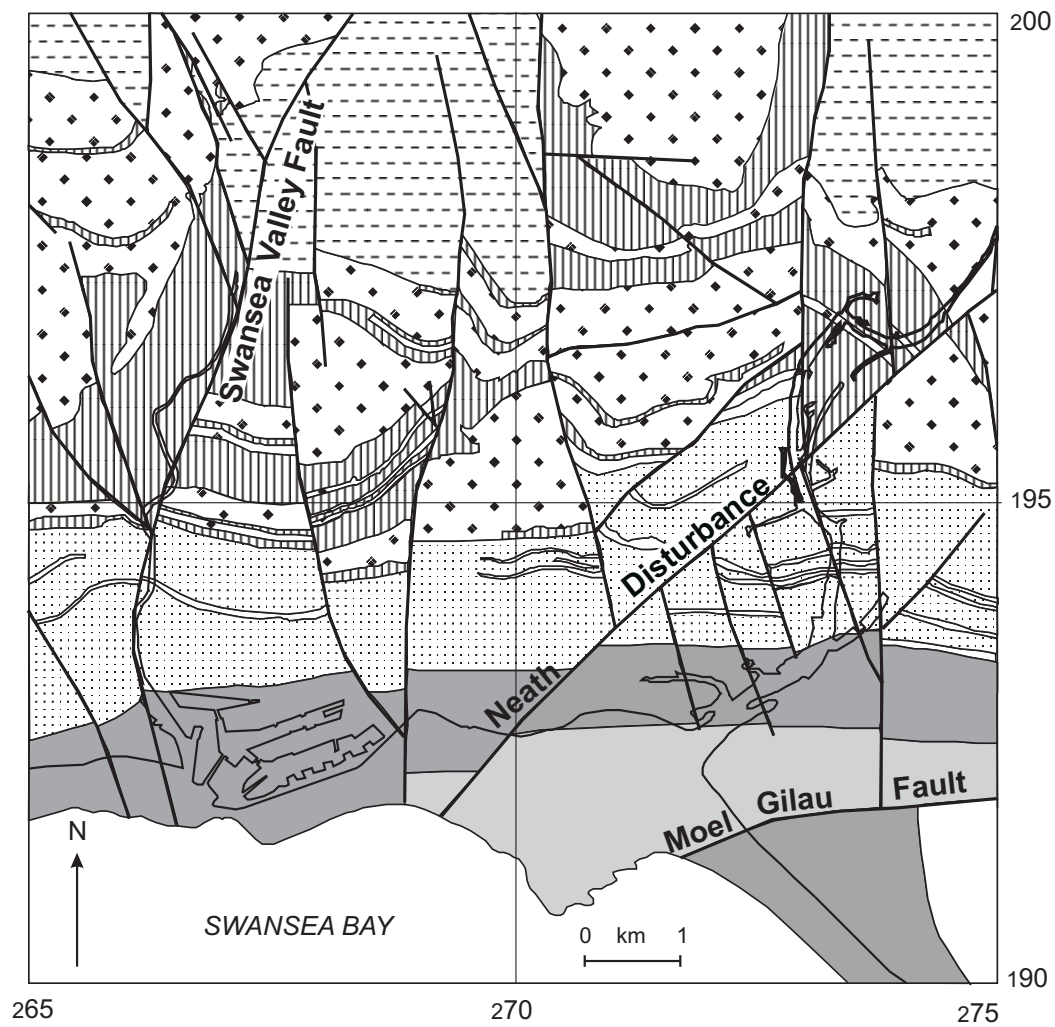 200
Swansea Valley Fault
195
Disturbance
Neath
Gilau
Fault
Moel
N
SWANSEA BAY
0 km 1
190
265
270
275